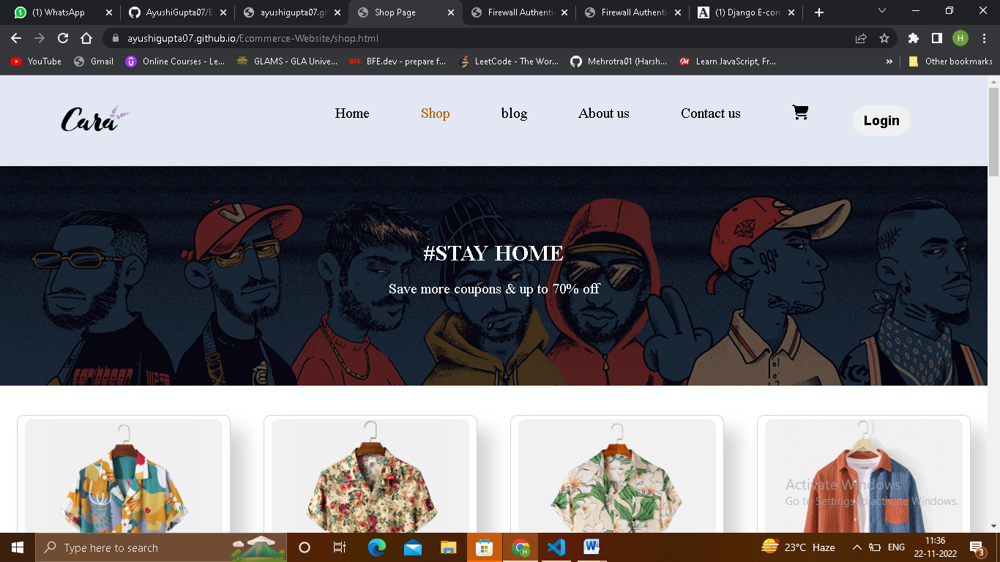 (1) WhatsApp
AyushiGupta07/E
ayushigupta07.gi
Shop Page
Firewall Authenti
Firewall Authenti
A (1) Django E-com
ayushigupta07.github.io/Ecommerce-Website/shop.html
H
YouTube
Gmail
Online Courses - Le...
GLAMS - GLA Unive...
BFE BFE.dev - prepare f...
LeetCode - The Wor...
Mehrotra01 (Harsh...
Learn JavaScript, Fr...
»
Other bookmarks
Cara
Home
Shop
blog
About us
Contact us
Login
#STAY HOME
Save more coupons & up to 70% off
Activate Windows
Go to Settings to activate Windows.
Type here to search
23°C Haze
ENG
11:36
22-11-2022
3